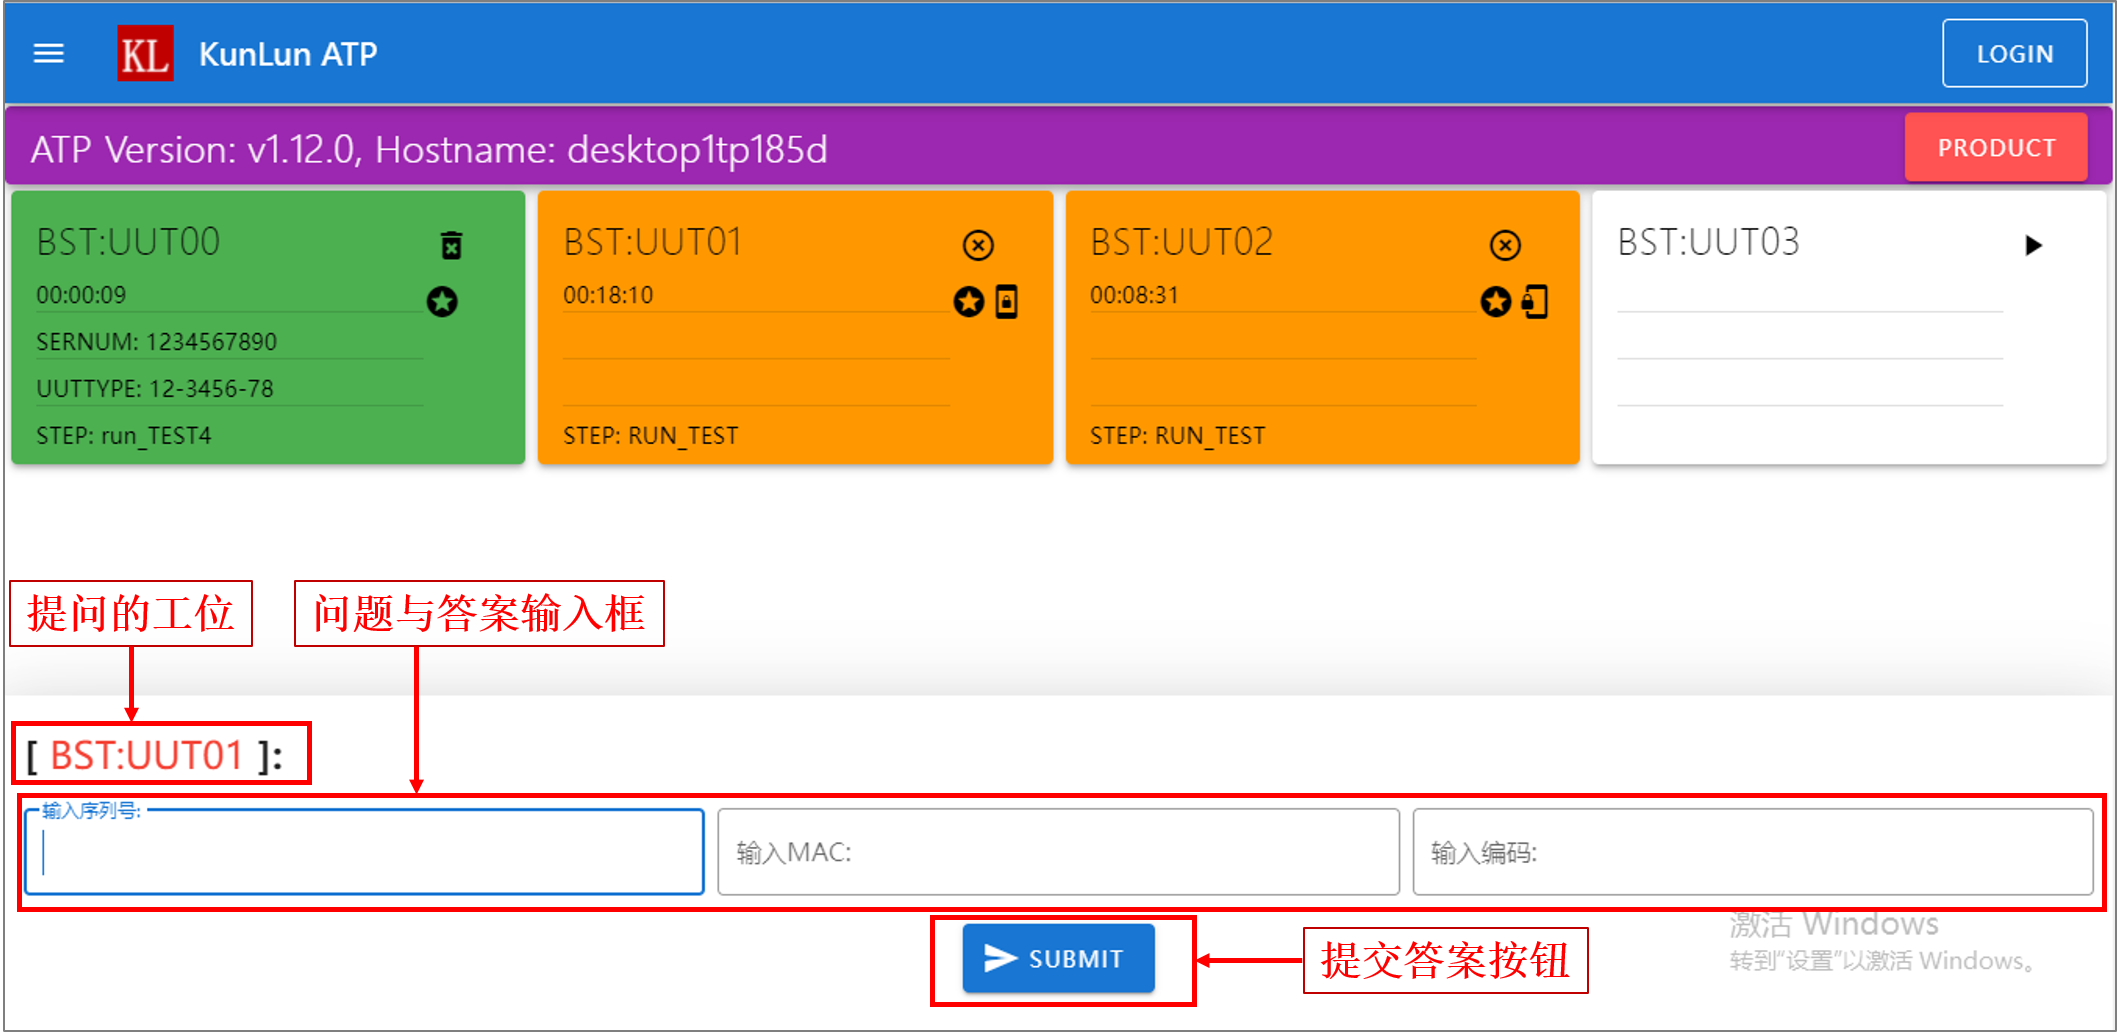 KL KunLun ATP
LOGIN
ATP Version: v1.12.0, Hostname: desktop1tp185d
PRODUCT
BST:UUT00
00:00:09
SERNUM: 1234567890
UUTTYPE: 12-3456-78
STEP: run_TEST4
BST:UUT01
00:18:10
STEP: RUN_TEST
BST:UUT02
00:08:31
STEP: RUN_TEST
BST:UUT03
提问的工位
问题与答案输入框
[ BST:UUT01 ]:
输入序列号:
输入MAC:
输入编码:
SUBMIT
提交答案按钮
激活 Windows
转到“设置”以激活 Windows。